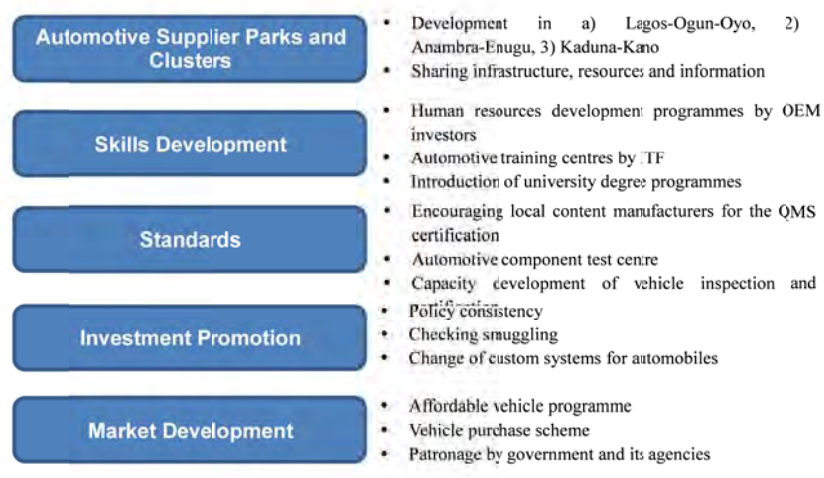 Automotive Supplier Parks and
Clusters
• Development in a) Lagos-Ogun-Oyo, 2)
Anambra-Enugu, 3) Kaduna-Kano
• Sharing infrastructure, resources and information
Skills Development
• Human resources development programmes by OEM
investors
• Automotive training centres by ITF
• Introduction of university degree programmes
Standards
• Encouraging local content manufacturers for the QMS
certification
• Automotive component test centre
• Capacity development of vehicle inspection and
Investment Promotion
• Policy consistency
• Checking smuggling
• Change of custom systems for automobiles
Market Development
• Affordable vehicle programme
• Vehicle purchase scheme
• Patronage by government and its agencies